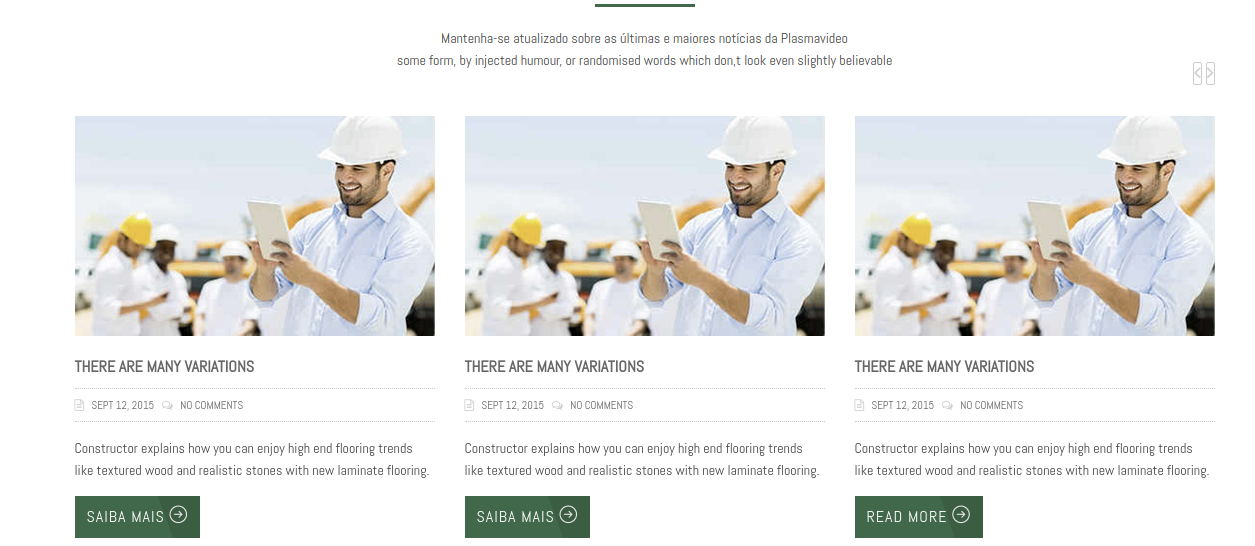 Mantenha-se atualizado sobre as últimas e maiores notícias da Plasmavideo
some form, by injected humour, or randomised words which don,t look even slightly believable
THERE ARE MANY VARIATIONS
SEPT 12, 2015 NO COMMENTS
Constructor explains how you can enjoy high end flooring trends
like textured wood and realistic stones with new laminate flooring.
SAIBA MAIS
THERE ARE MANY VARIATIONS
SEPT 12, 2015 NO COMMENTS
Constructor explains how you can enjoy high end flooring trends
like textured wood and realistic stones with new laminate flooring.
SAIBA MAIS
THERE ARE MANY VARIATIONS
SEPT 12, 2015 NO COMMENTS
Constructor explains how you can enjoy high end flooring trends
like textured wood and realistic stones with new laminate flooring.
READ MORE